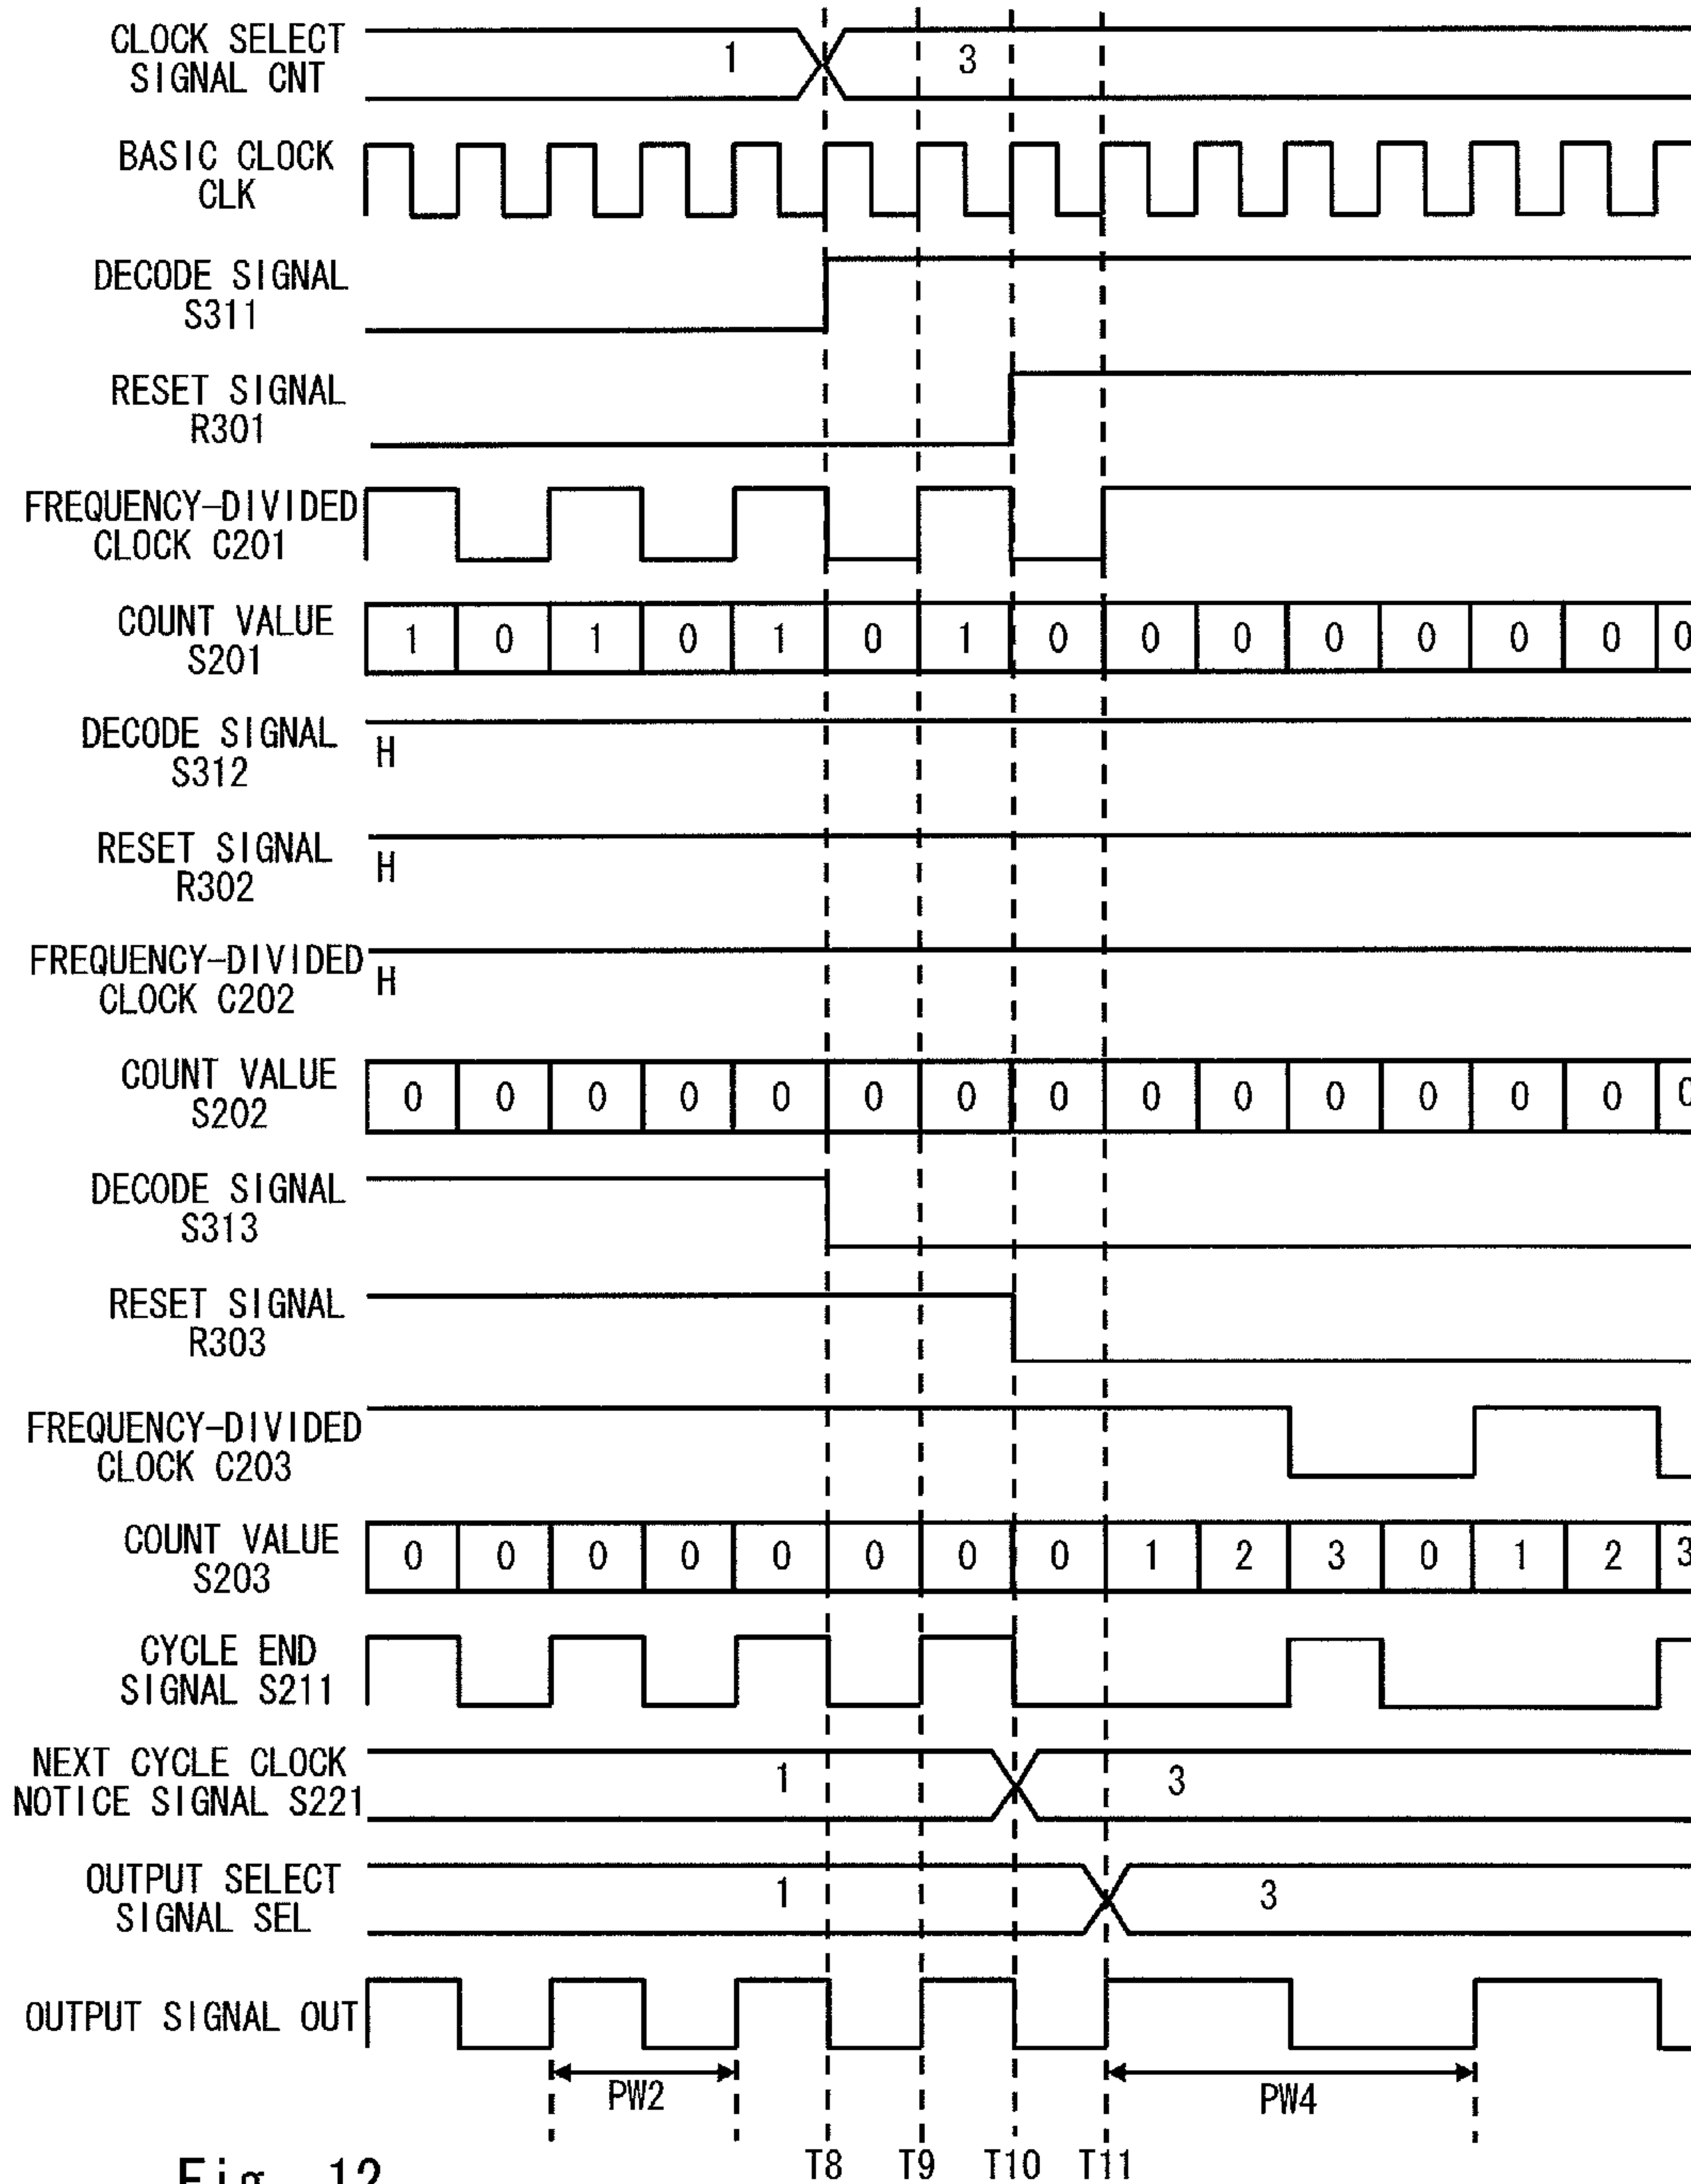 CLOCK SELECT
SIGNAL CNT
1 3
BASIC CLOCK
CLK
DECODE SIGNAL
S311
RESET SIGNAL
R301
FREQUENCY-DIVIDED
CLOCK C201
COUNT VALUE
S201
1 0 1 0 1 0 1 0 0 0 0 0 0 0 0
DECODE SIGNAL
S312
H
RESET SIGNAL
R302
H
FREQUENCY-DIVIDED
CLOCK C202
H
COUNT VALUE
S202
0 0 0 0 0 0 0 0 0 0 0 0 0 0 0
DECODE SIGNAL
S313
RESET SIGNAL
R303
FREQUENCY-DIVIDED
CLOCK C203
COUNT VALUE
S203
0 0 0 0 0 0 0 0 1 2 3 0 1 2 3
CYCLE END
SIGNAL S211
NEXT CYCLE CLOCK
NOTICE SIGNAL S221
1 3
OUTPUT SELECT
SIGNAL SEL
1 3
OUTPUT SIGNAL OUT
PW2 PW4
T8 T9 T10 T11
Fig. 12